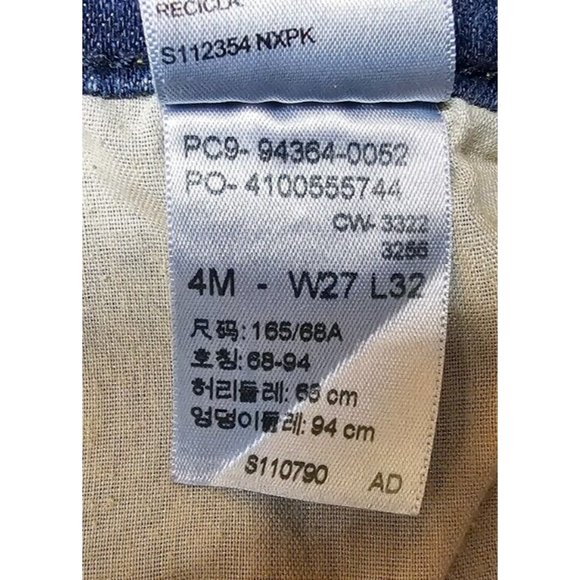 RECICLA.
S112354 NXPK
PC9- 94364-0052
PO- 4100555744
CW- 3322
3256
4M - W27 L32
尺码: 165/68A
호칭: 68-94
허리둘레: 68 cm
엉덩이둘레: 94 cm
S110790 AD